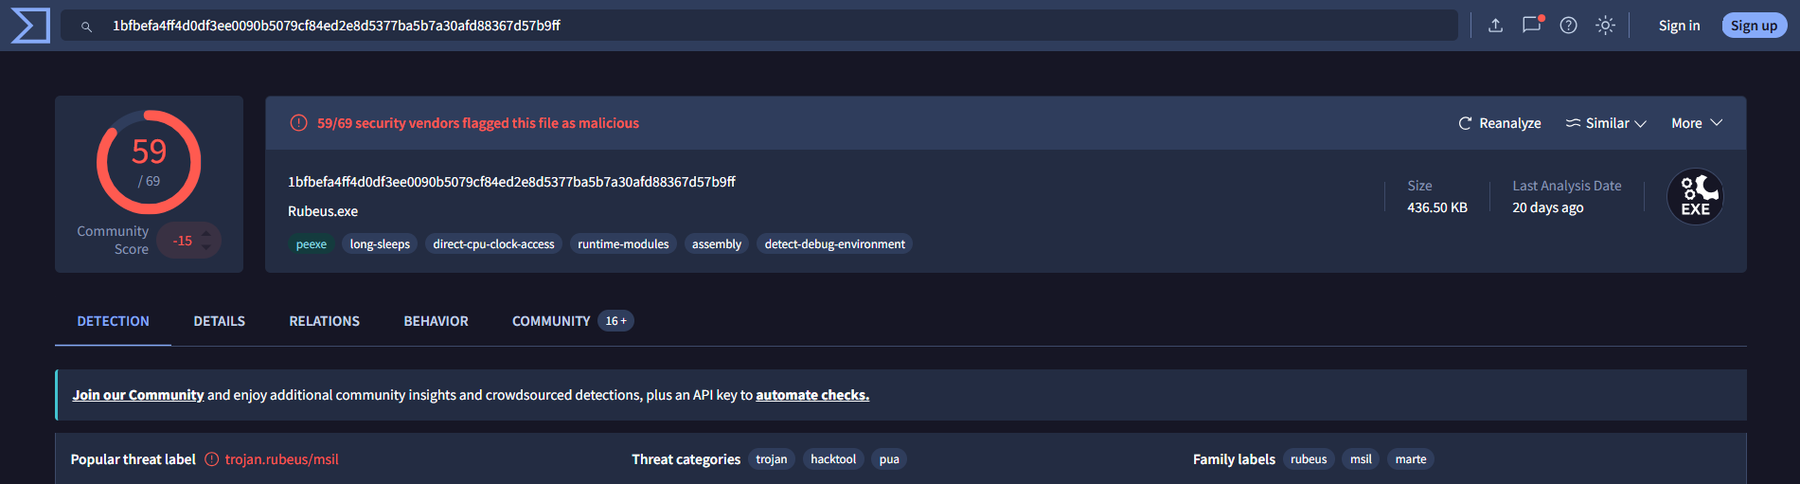 1bfbefa4ff4d0df3ee0090b5079cf84ed2e8d5377ba5b7a30afd88367d57b9ff
Sign in
Sign up
59
/ 69
Community
Score
-15
59/69 security vendors flagged this file as malicious
Reanalyze
Similar
More
1bfbefa4ff4d0df3ee0090b5079cf84ed2e8d5377ba5b7a30afd88367d57b9ff
Rubeus.exe
peexe long-sleeps direct-cpu-clock-access runtime-modules assembly detect-debug-environment
Size
436.50 KB
Last Analysis Date
20 days ago
EXE
DETECTION DETAILS RELATIONS BEHAVIOR COMMUNITY 16 +
Join our Community and enjoy additional community insights and crowdsourced detections, plus an API key to automate checks.
Popular threat label trojan.rubeus/msil
Threat categories trojan hacktool pua
Family labels rubeus msil marte